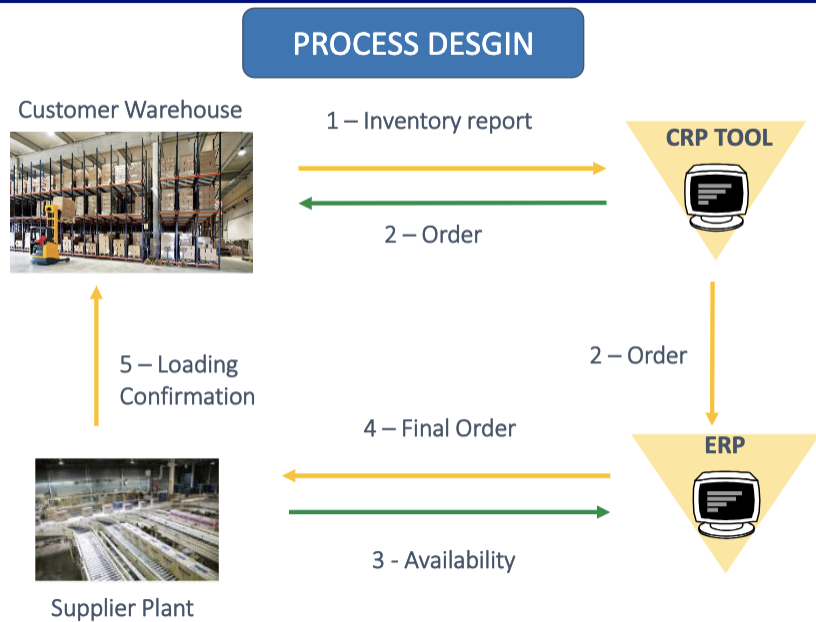 PROCESS DESGIN
Customer Warehouse
1 – Inventory report
CRP TOOL
2 – Order
5 – Loading
Confirmation
2 – Order
4 – Final Order
ERP
3 - Availability
Supplier Plant